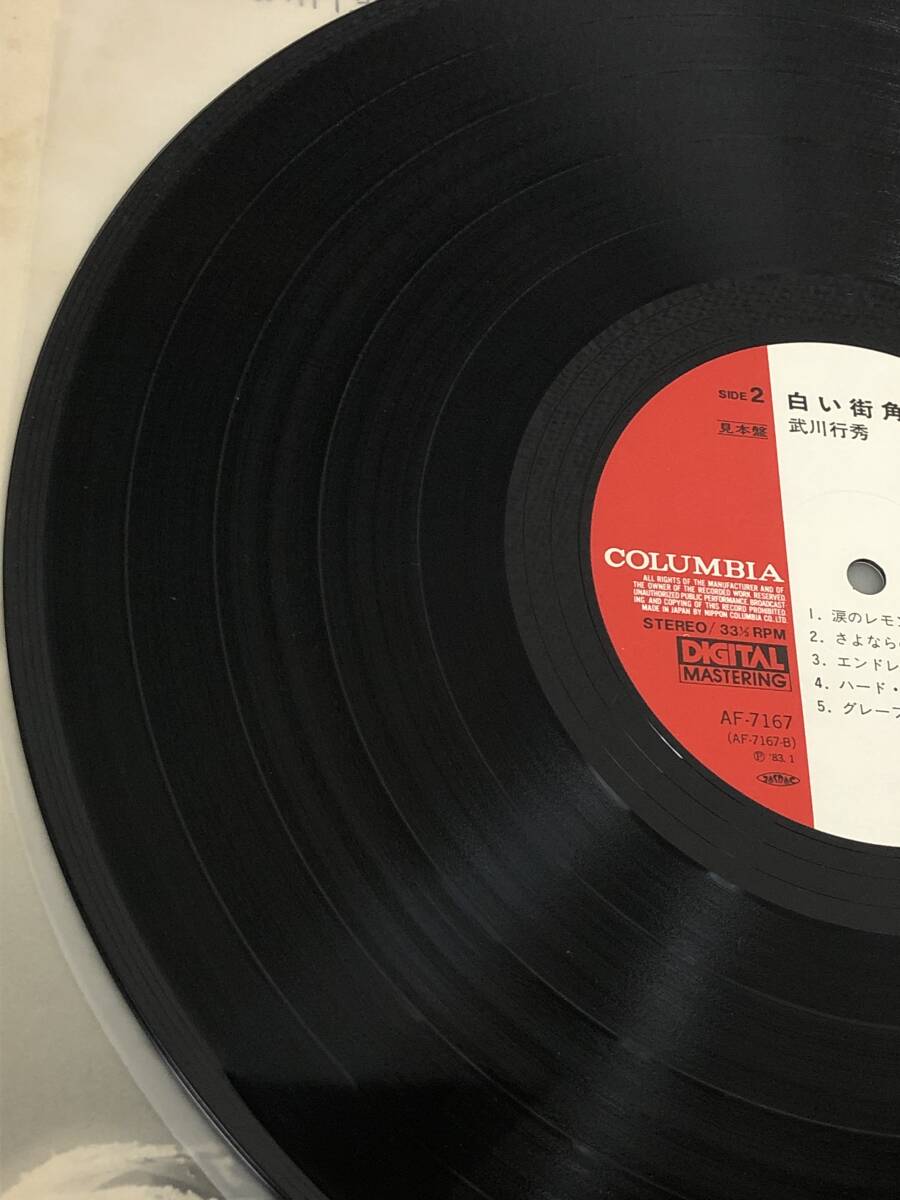 SIDE 2
見本盤
白い街角
武川行秀
COLUMBIA
ALL RIGHTS OF THE MANUFACTURER AND OF
THE OWNER OF THE RECORDED WORK RESERVED.
UNAUTHORIZED PUBLIC PERFORMANCE, BROADCAST-
ING AND COPYING OF THIS RECORD PROHIBITED.
MADE IN JAPAN BY NIPPON COLUMBIA CO., LTD.
STEREO/33⅓ RPM
DIGITAL
MASTERING
AF-7167
(AF-7167-B)
Ⓟ '83.1
JASRAC
1. 涙のレモ
2. さよなら
3. エンドレ
4. ハード・
5. グレープ